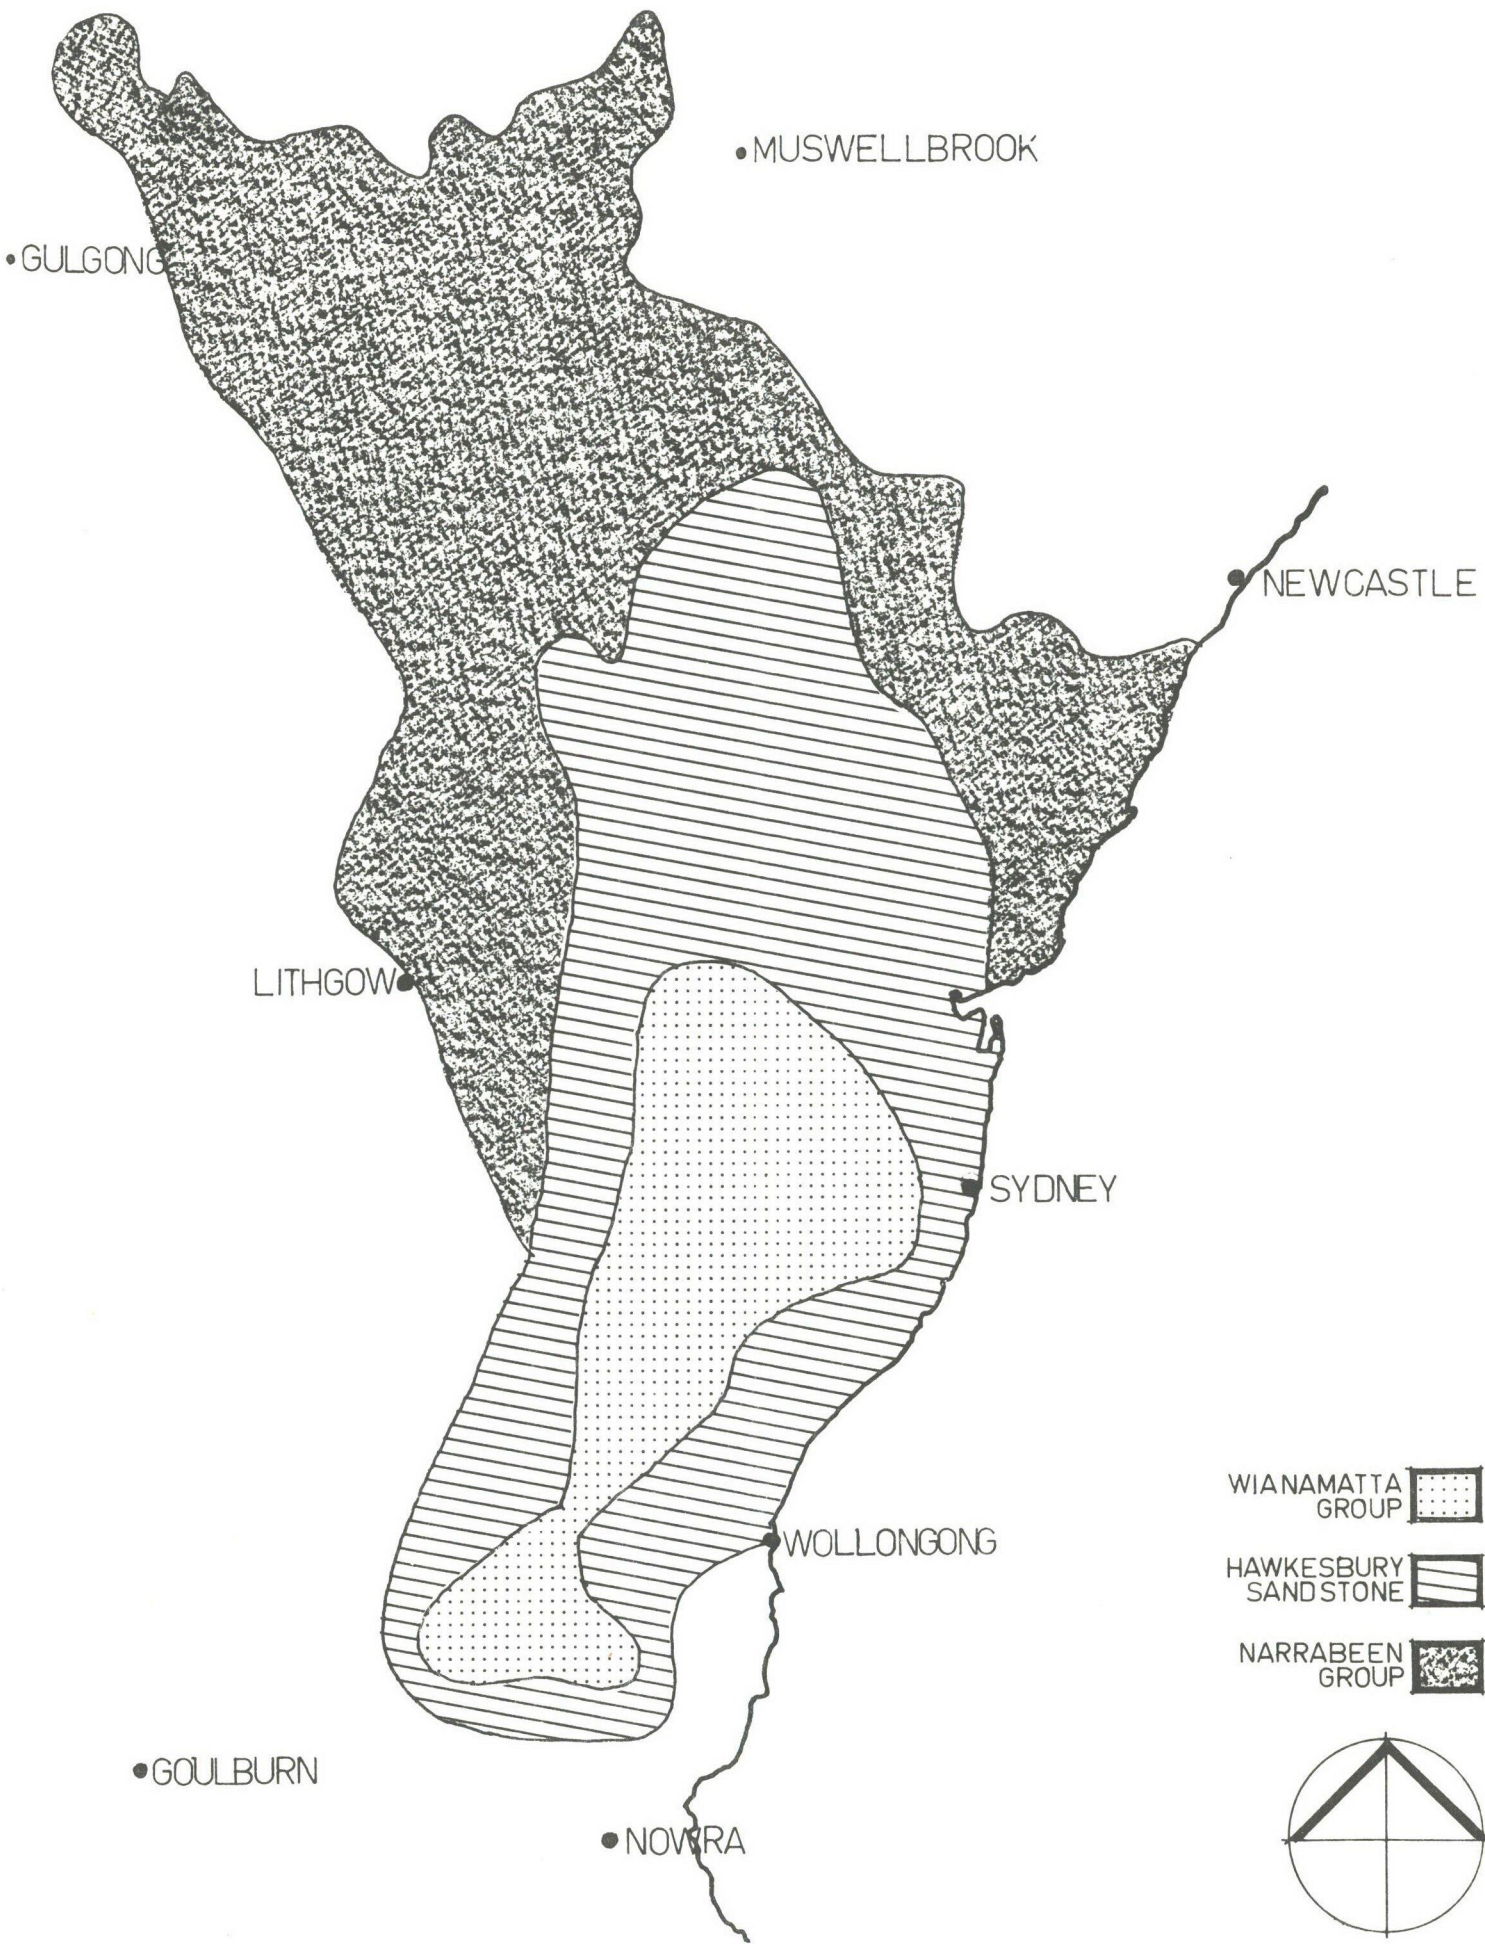 MUSWELLBROOK
GULGONG
NEWCASTLE
LITHGOW
SYDNEY
WIANAMATTA
GROUP
WOLLONGONG
HAWKESBURY
SANDSTONE
NARRABEEN
GROUP
GOULBURN
NOWRA